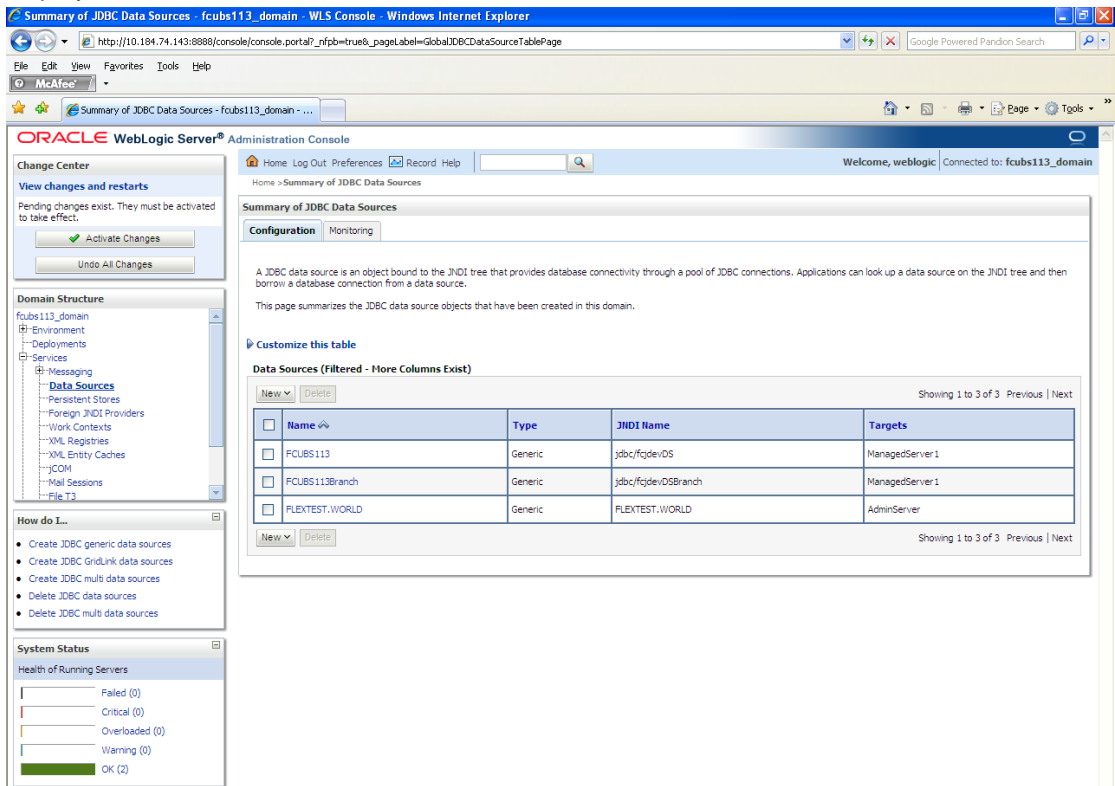 Summary of JDBC Data Sources - fcubs113_domain - WLS Console - Windows Internet Explorer
http://10.184.74.143:8888/console/console.portal?_nfpb=true&_pageLabel=GlobalJDBCDataSourceTablePage
Google Powered Pandion Search
File Edit View Favorites Tools Help
McAfee
Summary of JDBC Data Sources - fcubs113_domain - ...
Page Tools
ORACLE WebLogic Server® Administration Console
Change Center
View changes and restarts
Pending changes exist. They must be activated
to take effect.
Activate Changes
Undo All Changes
Domain Structure
fcubs113_domain
Environment
Deployments
Services
Messaging
Data Sources
Persistent Stores
Foreign JNDI Providers
Work Contexts
XML Registries
XML Entity Caches
jCOM
Mail Sessions
File T3
How do I...
Create JDBC generic data sources
Create JDBC GridLink data sources
Create JDBC multi data sources
Delete JDBC data sources
Delete JDBC multi data sources
System Status
Health of Running Servers
Failed (0)
Critical (0)
Overloaded (0)
Warning (0)
OK (2)
Home Log Out Preferences Record Help
Welcome, weblogic Connected to: fcubs113_domain
Home >Summary of JDBC Data Sources
Summary of JDBC Data Sources
Configuration Monitoring
A JDBC data source is an object bound to the JNDI tree that provides database connectivity through a pool of JDBC connections. Applications can look up a data source on the JNDI tree and then
borrow a database connection from a data source.
This page summarizes the JDBC data source objects that have been created in this domain.
Customize this table
Data Sources (Filtered - More Columns Exist)
New Delete Showing 1 to 3 of 3 Previous | Next
Name Type JNDI Name Targets
FCUBS113 Generic jdbc/fcjdevDS ManagedServer1
FCUBS113Branch Generic jdbc/fcjdevDSBranch ManagedServer1
FLEXTEST.WORLD Generic FLEXTEST.WORLD AdminServer
New Delete Showing 1 to 3 of 3 Previous | Next